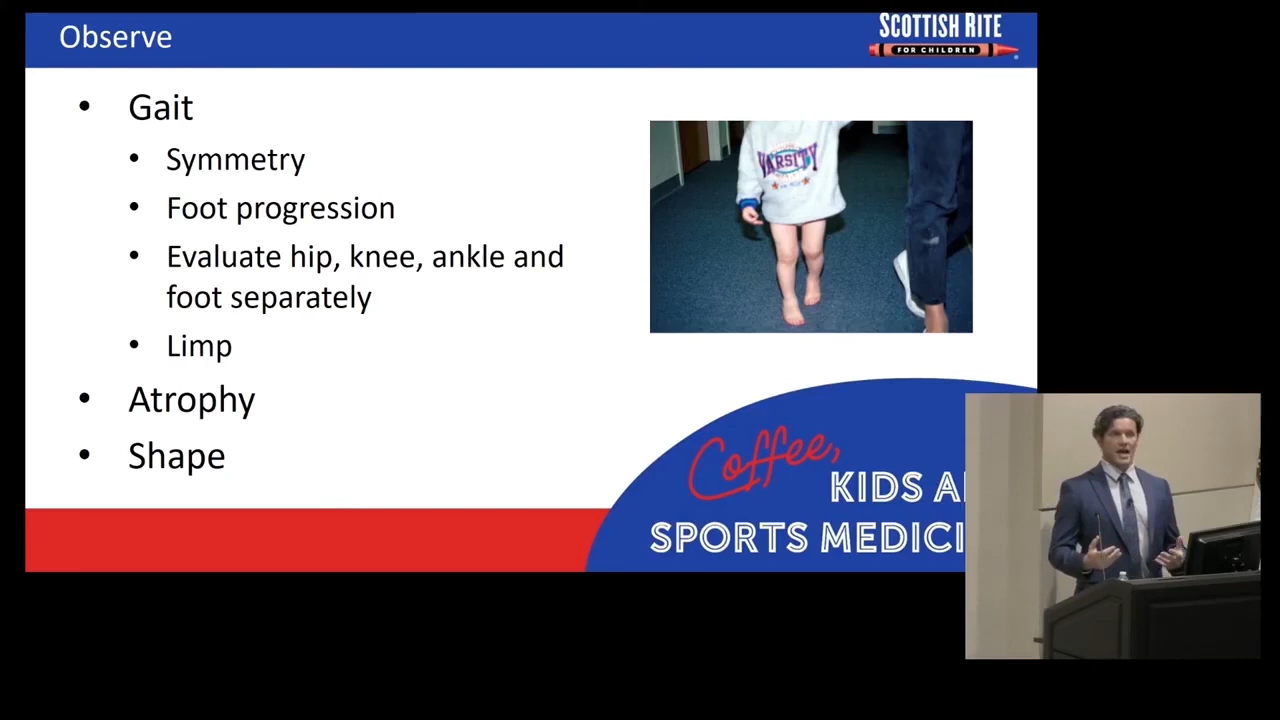 Observe
SCOTTISH RITE
FOR CHILDREN
• Gait
• Symmetry
• Foot progression
• Evaluate hip, knee, ankle and
foot separately
• Limp
• Atrophy
• Shape
VARSITY
Coffee,
KIDS A
SPORTS MEDICI